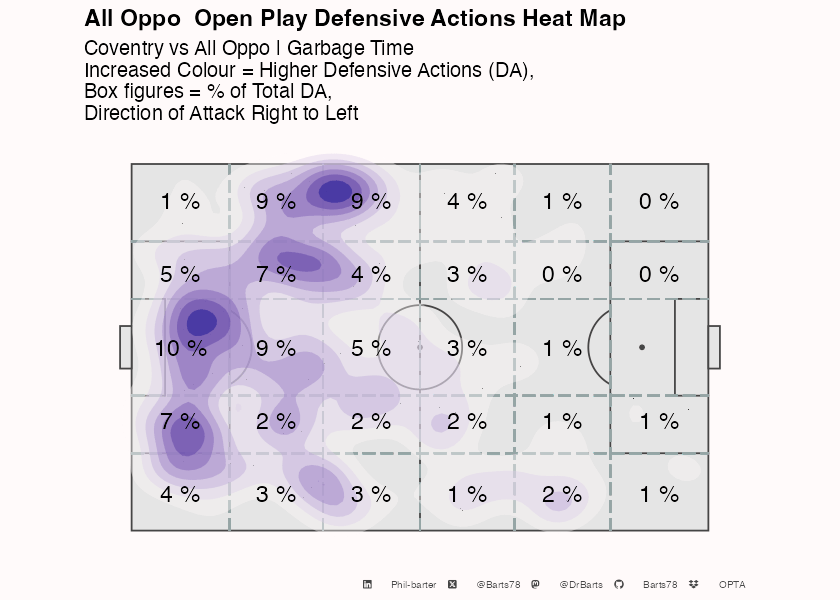 All Oppo  Open Play Defensive Actions Heat Map
Coventry vs All Oppo | Garbage Time
Increased Colour = Higher Defensive Actions (DA),
Box figures = % of Total DA,
Direction of Attack Right to Left
1 % 9 % 9 % 4 % 1 % 0 %
5 % 7 % 4 % 3 % 0 % 0 %
10 % 9 % 5 % 3 % 1 %
7 % 2 % 2 % 2 % 1 % 1 %
4 % 3 % 3 % 1 % 2 % 1 %
Phil-barter @Barts78 @DrBarts Barts78 OPTA